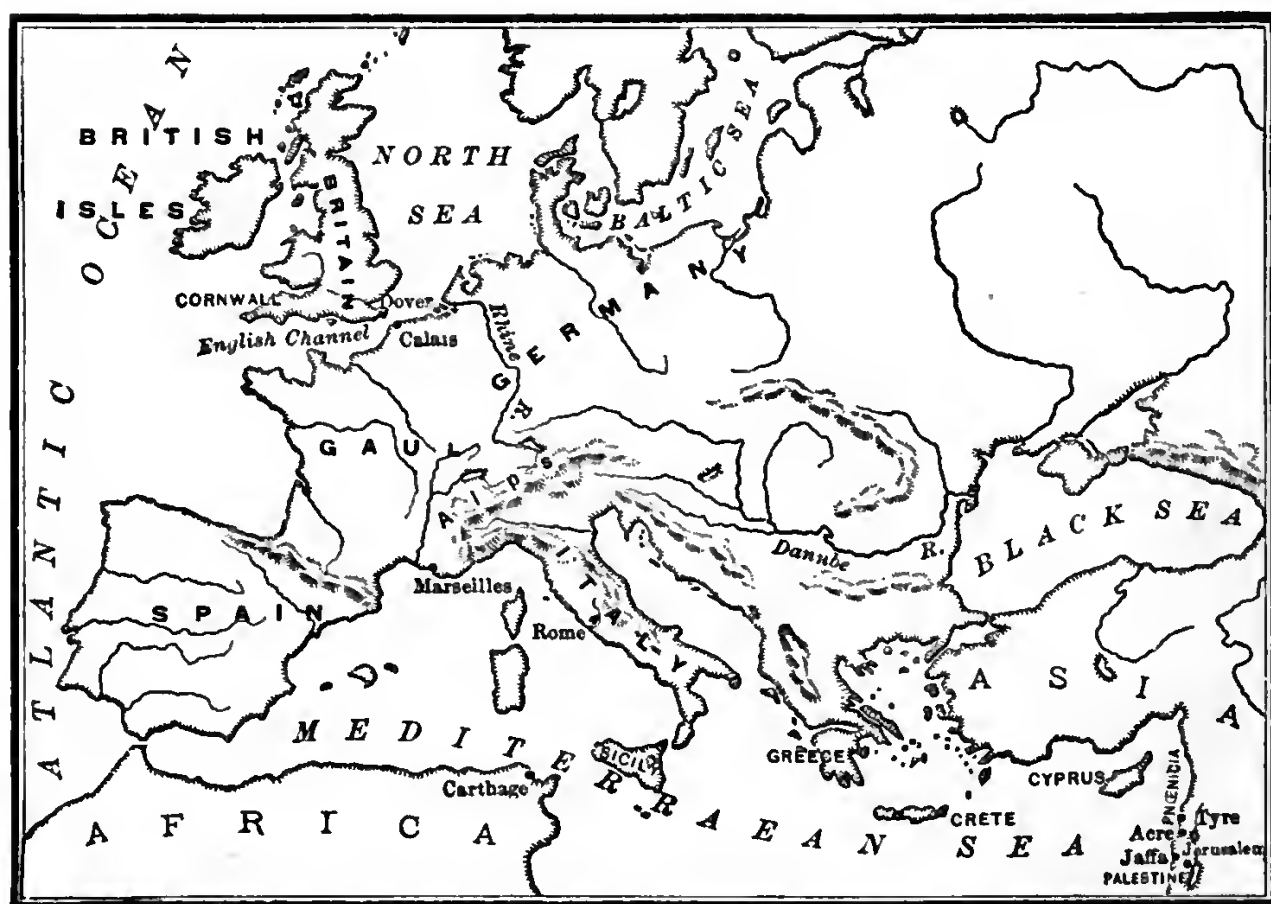 ATLANTIC OCEAN
BRITISH
ISLES
BRITAIN
NORTH
SEA
BALTIC SEA
CORNWALL
Dover
English Channel
Calais
Rhine R.
GERMANY
GAUL
Alps
SPAIN
Marseilles
ITALY
Rome
Danube R.
BLACK SEA
ASIA
MEDITERRAEAN SEA
SICILY
GREECE
CRETE
CYPRUS
PHŒNICIA
Tyre
Acre
Jerusalem
Jaffa
PALESTINE
Carthage
AFRICA